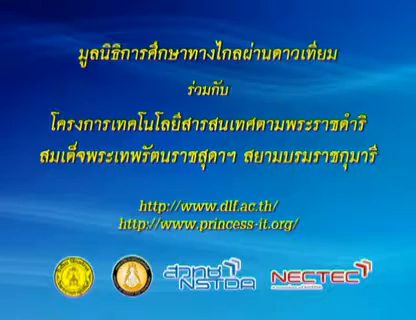 มูลนิธิการศึกษาทางไกลผ่านดาวเทียม
ร่วมกับ
โครงการเทคโนโลยีสารสนเทศตามพระราชดำริ
สมเด็จพระเทพรัตนราชสุดาฯ สยามบรมราชกุมารี
http://www.dlf.ac.th/
http://www.princess-it.org/
สวทช
NSTDA
NECTEC